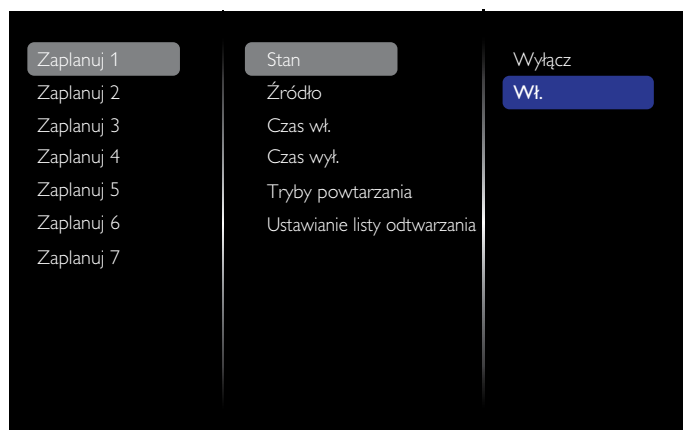 Zaplanuj 1
Zaplanuj 2
Zaplanuj 3
Zaplanuj 4
Zaplanuj 5
Zaplanuj 6
Zaplanuj 7
Stan
Źródło
Czas wł.
Czas wył.
Tryby powtarzania
Ustawianie listy odtwarzania
Wyłącz
Wł.